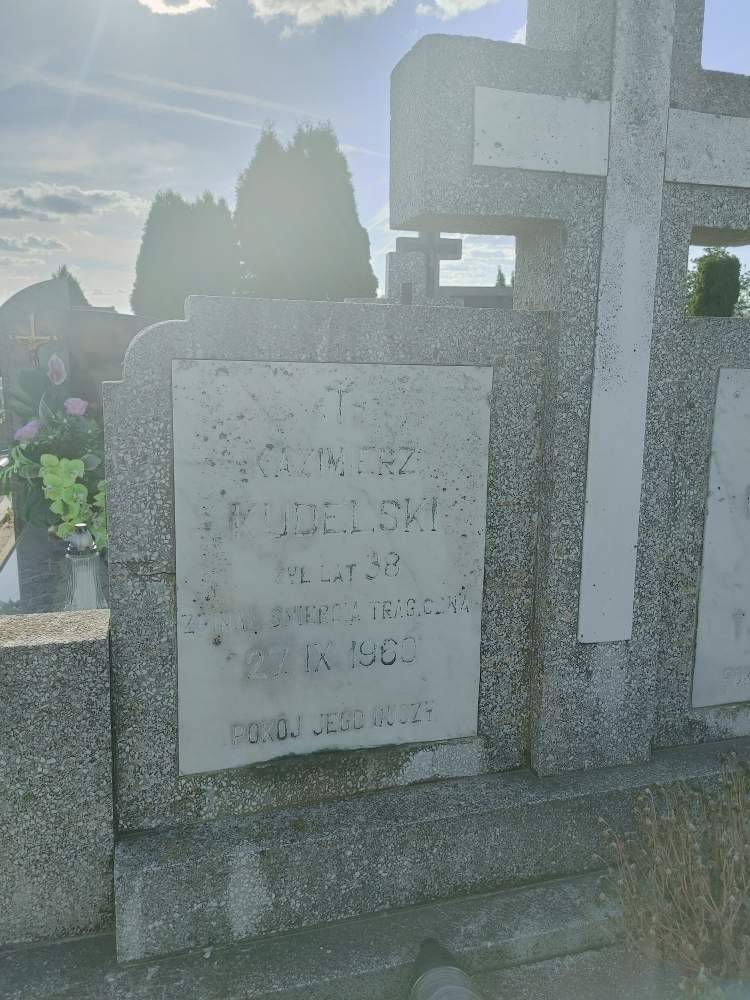 KAZIMIERZ
KUDELSKI
ŻYŁ LAT 38
ZGINĄŁ ŚMIERCIĄ TRAGICZNĄ
27 IX 1960
POKÓJ JEGO DUSZY